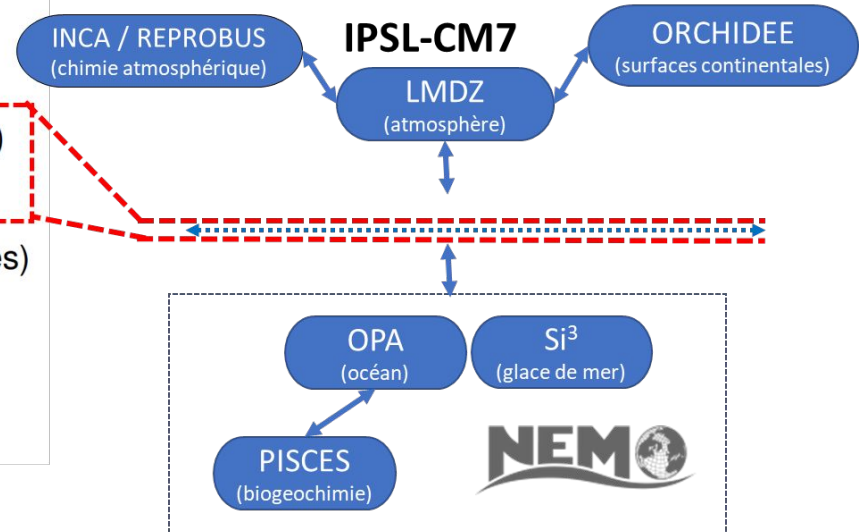 IPSL-CM7
INCA / REPROBUS
(chimie atmosphérique)
ORCHIDEE
(surfaces continentales)
LMDZ
(atmosphère)
)
es)
OPA
(océan)
Si³
(glace de mer)
PISCES
(biogeochimie)
NEMO